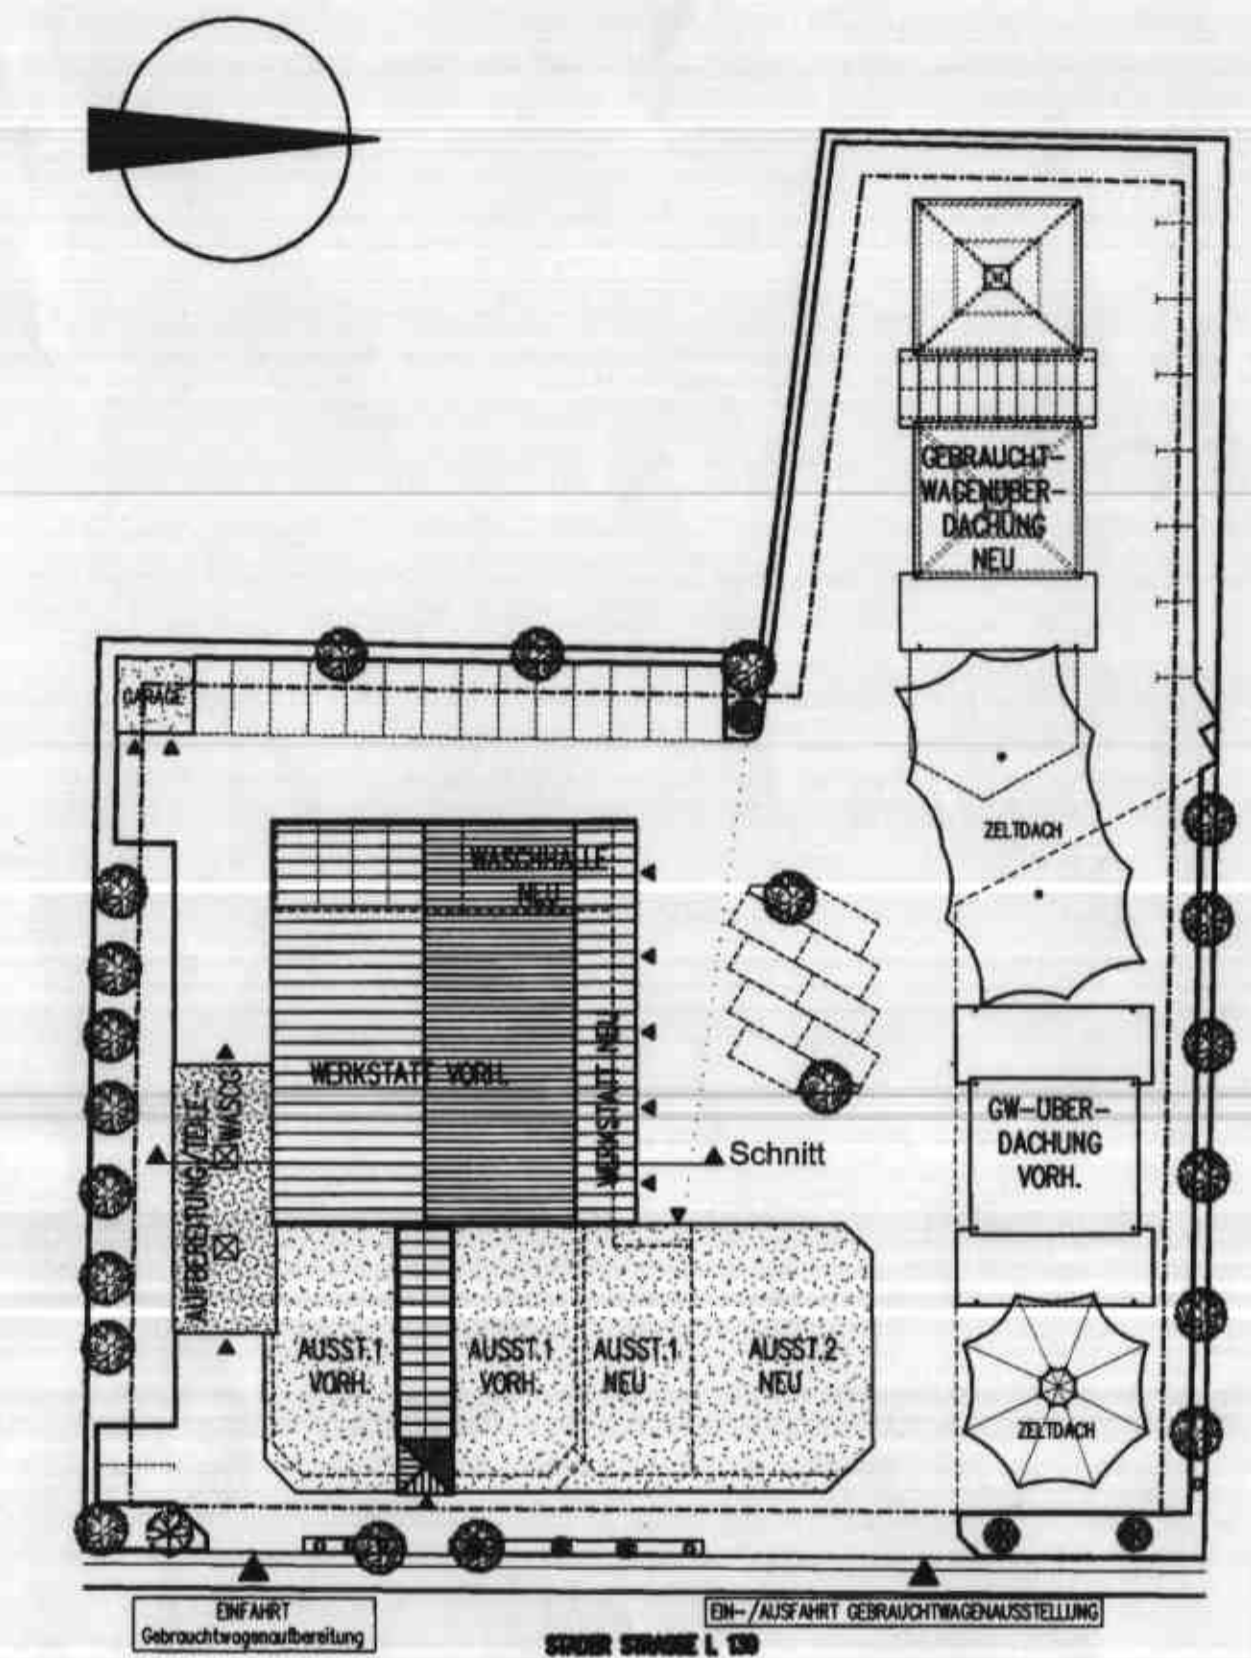 GEBRAUCHT-
WAGENÜBER-
DACHUNG
NEU
GARAGE
ZELTDACH
WASCHHALLE
NEU
WERKSTATT VORH.
WERKSTATT NEU
AUFBEREITUNG/TEILE-
Schnitt
GW-ÜBER-
DACHUNG
VORH.
AUSST.1
VORH.
AUSST.1
VORH.
AUSST.1
NEU
AUSST.2
NEU
ZELTDACH
EINFAHRT
Gebrauchtwagenaufbereitung
EIN-/AUSFAHRT GEBRAUCHTWAGENAUSSTELLUNG
STADER STRASSE L 130